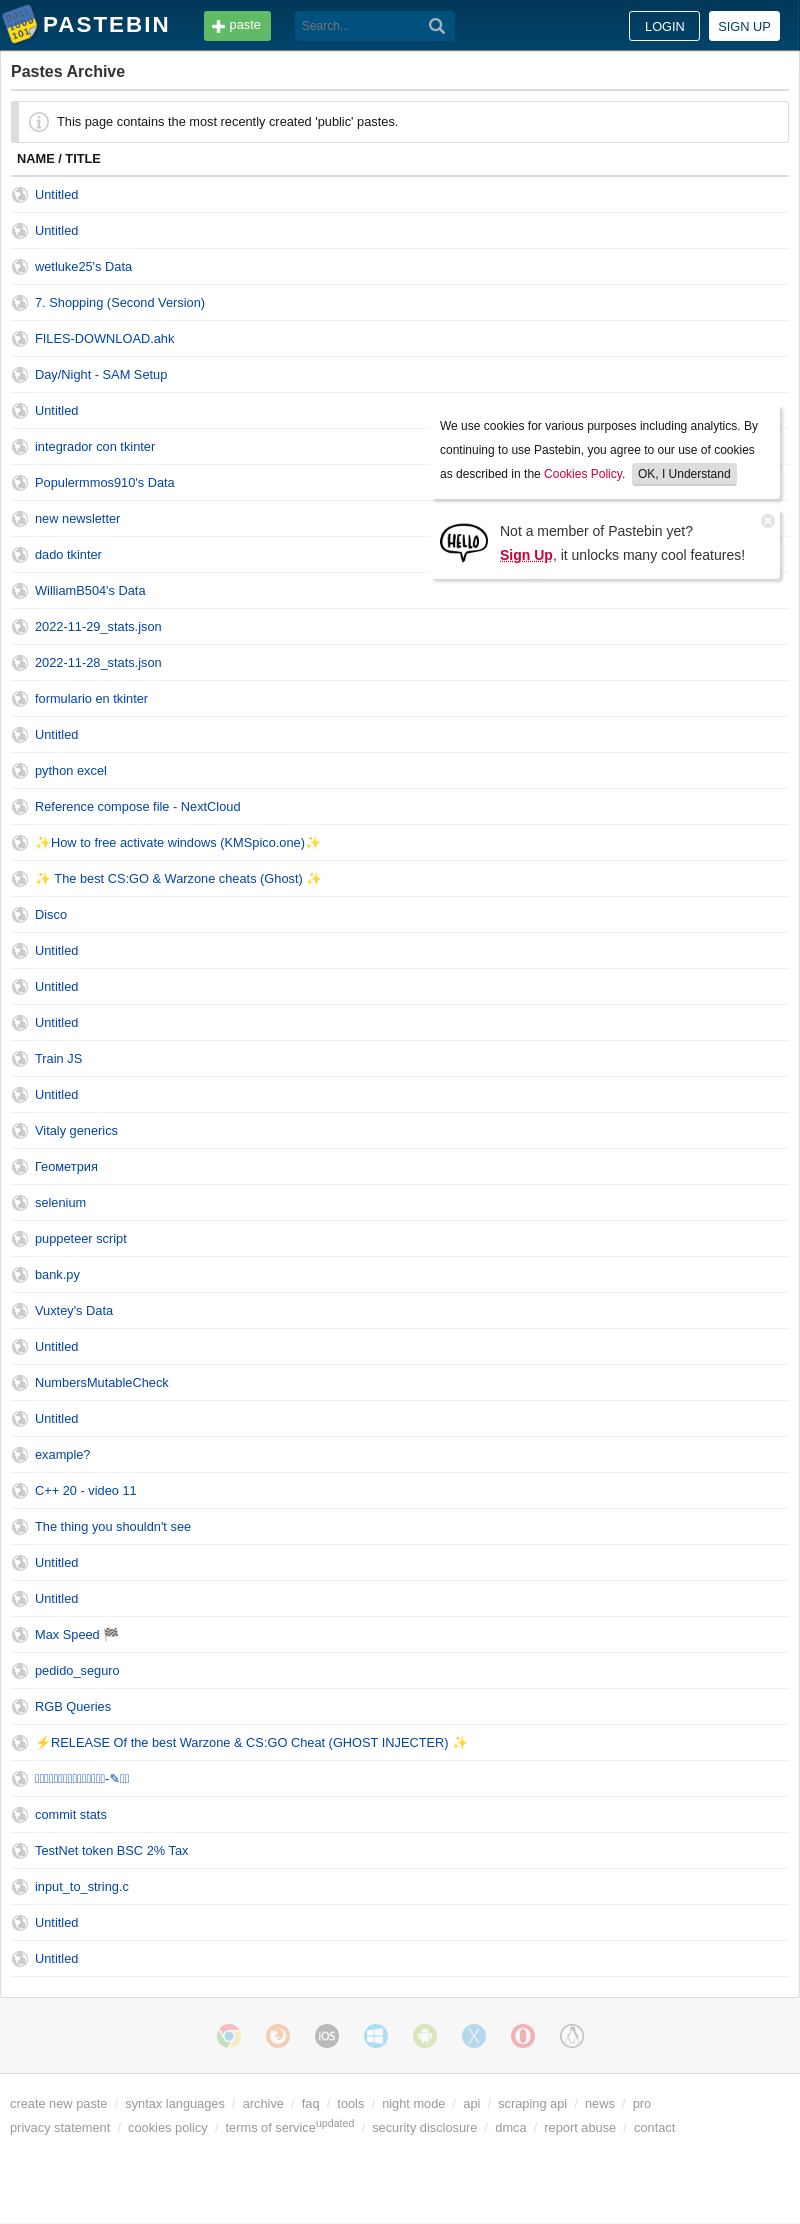 PASTEBIN
paste
Search...
LOGIN
SIGN UP
Pastes Archive
This page contains the most recently created 'public' pastes.
NAME / TITLE
Untitled
Untitled
wetluke25's Data
7. Shopping (Second Version)
FILES-DOWNLOAD.ahk
Day/Night - SAM Setup
Untitled
integrador con tkinter
Populermmos910's Data
new newsletter
dado tkinter
WilliamB504's Data
2022-11-29_stats.json
2022-11-28_stats.json
formulario en tkinter
Untitled
python excel
Reference compose file - NextCloud
✨How to free activate windows (KMSpico.one)✨
✨ The best CS:GO & Warzone cheats (Ghost) ✨
Disco
Untitled
Untitled
Untitled
Train JS
Untitled
Vitaly generics
Геометрия
selenium
puppeteer script
bank.py
Vuxtey's Data
Untitled
NumbersMutableCheck
Untitled
example?
C++ 20 - video 11
The thing you shouldn't see
Untitled
Untitled
Max Speed 🏁
pedido_seguro
RGB Queries
⚡RELEASE Of the best Warzone & CS:GO Cheat (GHOST INJECTER) ✨
commit stats
TestNet token BSC 2% Tax
input_to_string.c
Untitled
Untitled
We use cookies for various purposes including analytics. By
continuing to use Pastebin, you agree to our use of cookies
as described in the Cookies Policy. OK, I Understand
HELLO
Not a member of Pastebin yet?
Sign Up, it unlocks many cool features!
iOS
create new paste / syntax languages / archive / faq / tools / night mode / api / scraping api / news / pro
privacy statement / cookies policy / terms of service updated / security disclosure / dmca / report abuse / contact